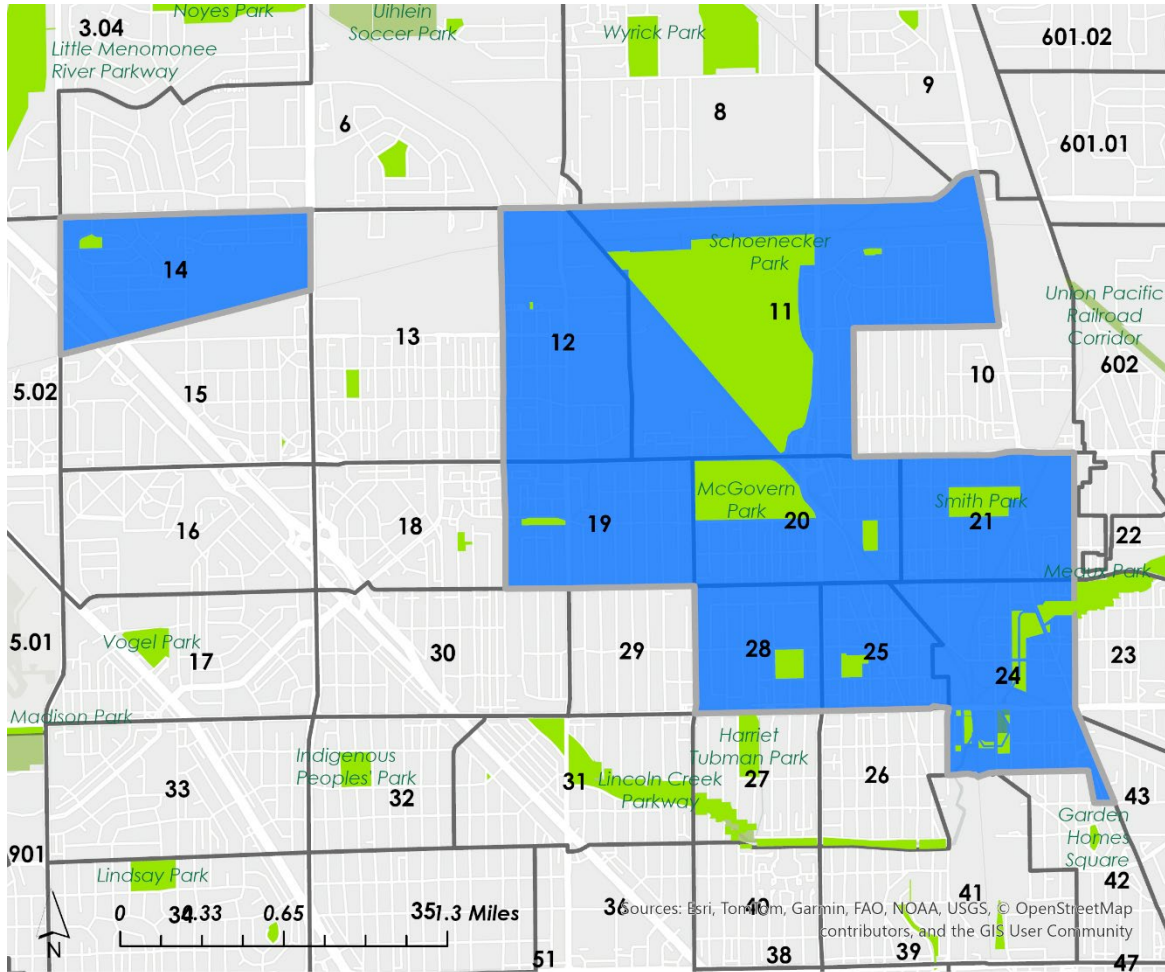 Noyes Park
Uihlein
Soccer Park
Wyrick Park
3.04
Little Menomonee
River Parkway
601.02
9
6
8
601.01
14
Schoenecker
Park
11
Union Pacific
Railroad
Corridor
602
13
12
10
5.02
15
McGovern
Park
Smith Park
16
18
19
20
21
22
Meaux Park
5.01
Vogel Park
17
30
29
28
25
24
23
Madison Park
Indigenous
Peoples' Park
33
32
31
Lincoln Creek
Parkway
Harriet
Tubman Park
27
26
43
Garden
Homes
Square
901
Lindsay Park
42
41
0
34
0.33
0.65
35
1.3 Miles
36
40
Sources: Esri, TomTom, Garmin, FAO, NOAA, USGS, © OpenStreetMap
contributors, and the GIS User Community
N
51
38
39
47